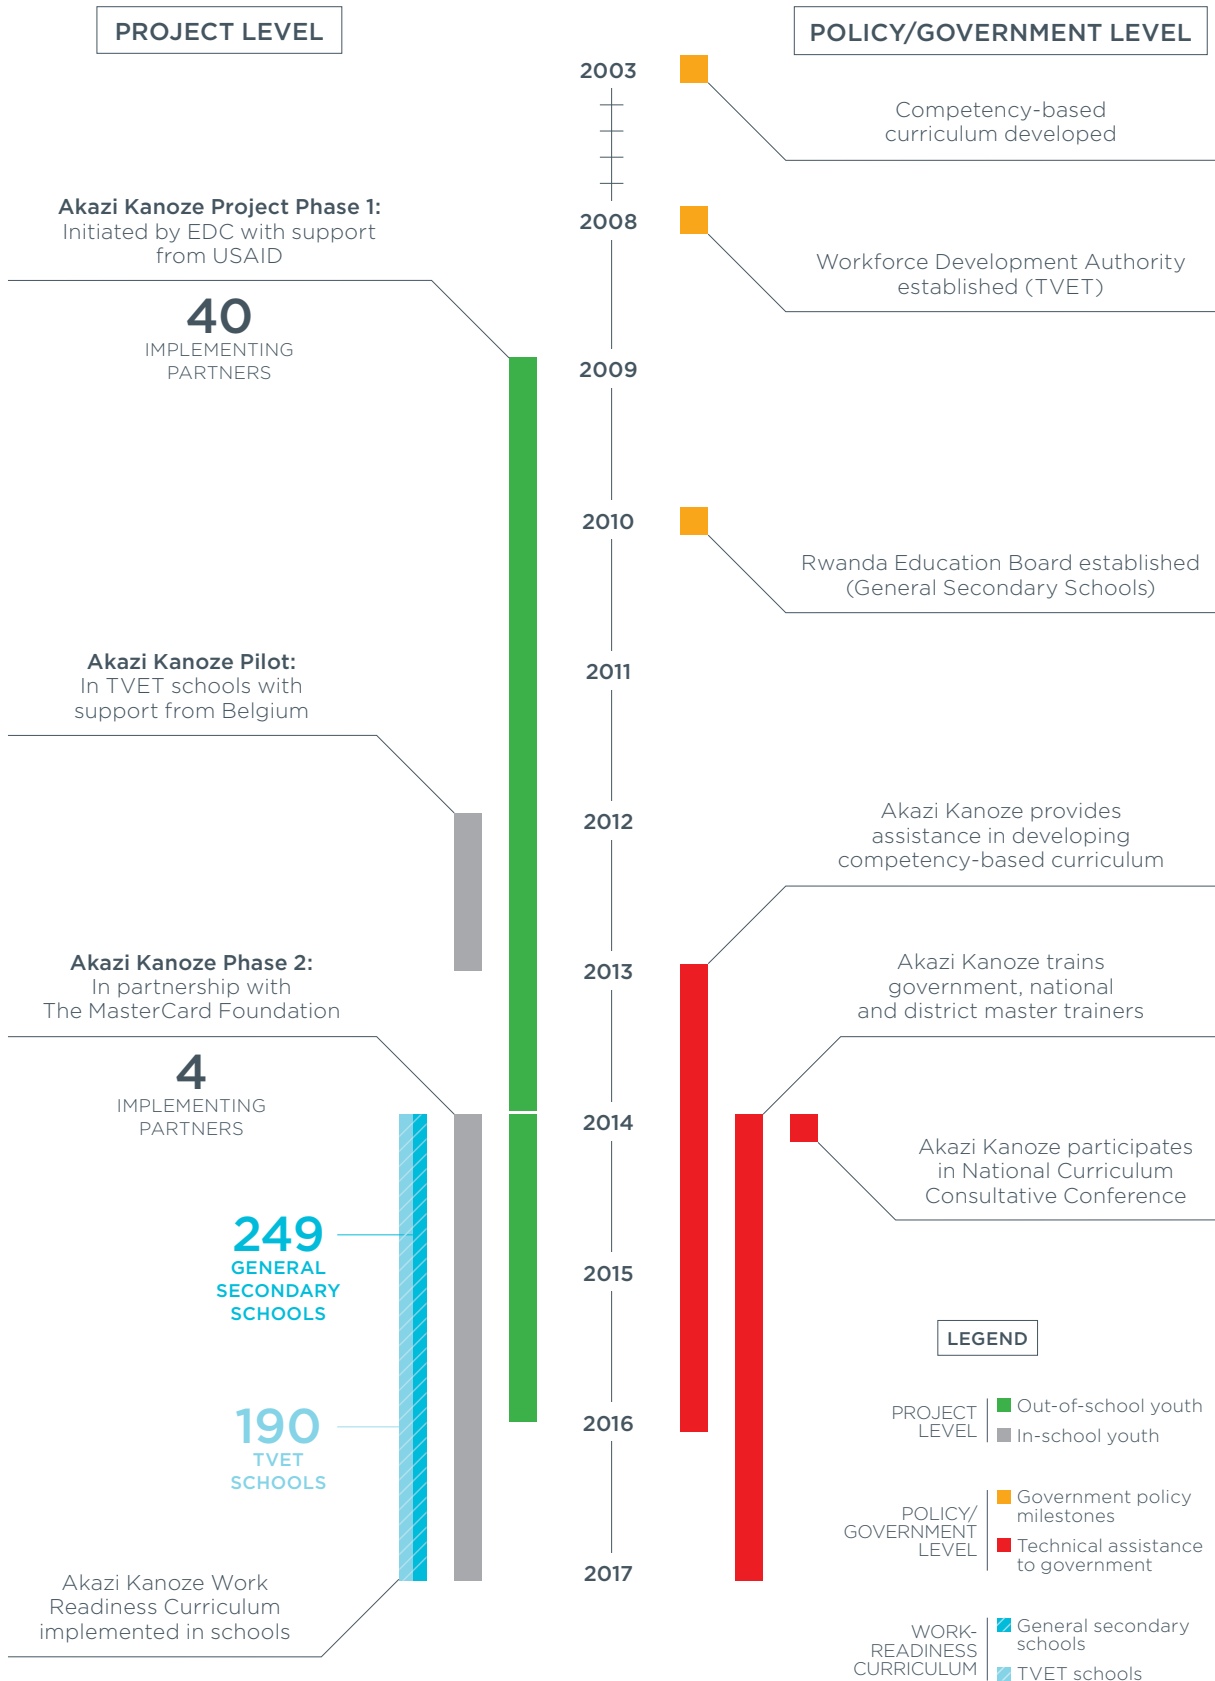 PROJECT LEVEL
POLICY/GOVERNMENT LEVEL
2003
Competency-based
curriculum developed
Akazi Kanoze Project Phase 1:
Initiated by EDC with support
from USAID
2008
Workforce Development Authority
established (TVET)
40
IMPLEMENTING
PARTNERS
2009
2010
Rwanda Education Board established
(General Secondary Schools)
Akazi Kanoze Pilot:
In TVET schools with
support from Belgium
2011
2012
Akazi Kanoze provides
assistance in developing
competency-based curriculum
Akazi Kanoze Phase 2:
In partnership with
The MasterCard Foundation
2013
Akazi Kanoze trains
government, national
and district master trainers
4
IMPLEMENTING
PARTNERS
2014
Akazi Kanoze participates
in National Curriculum
Consultative Conference
249
GENERAL
SECONDARY
SCHOOLS
2015
190
TVET
SCHOOLS
2016
2017
Akazi Kanoze Work
Readiness Curriculum
implemented in schools
LEGEND
PROJECT
LEVEL
Out-of-school youth
In-school youth
POLICY/
GOVERNMENT
LEVEL
Government policy
milestones
Technical assistance
to government
WORK-
READINESS
CURRICULUM
General secondary
schools
TVET schools